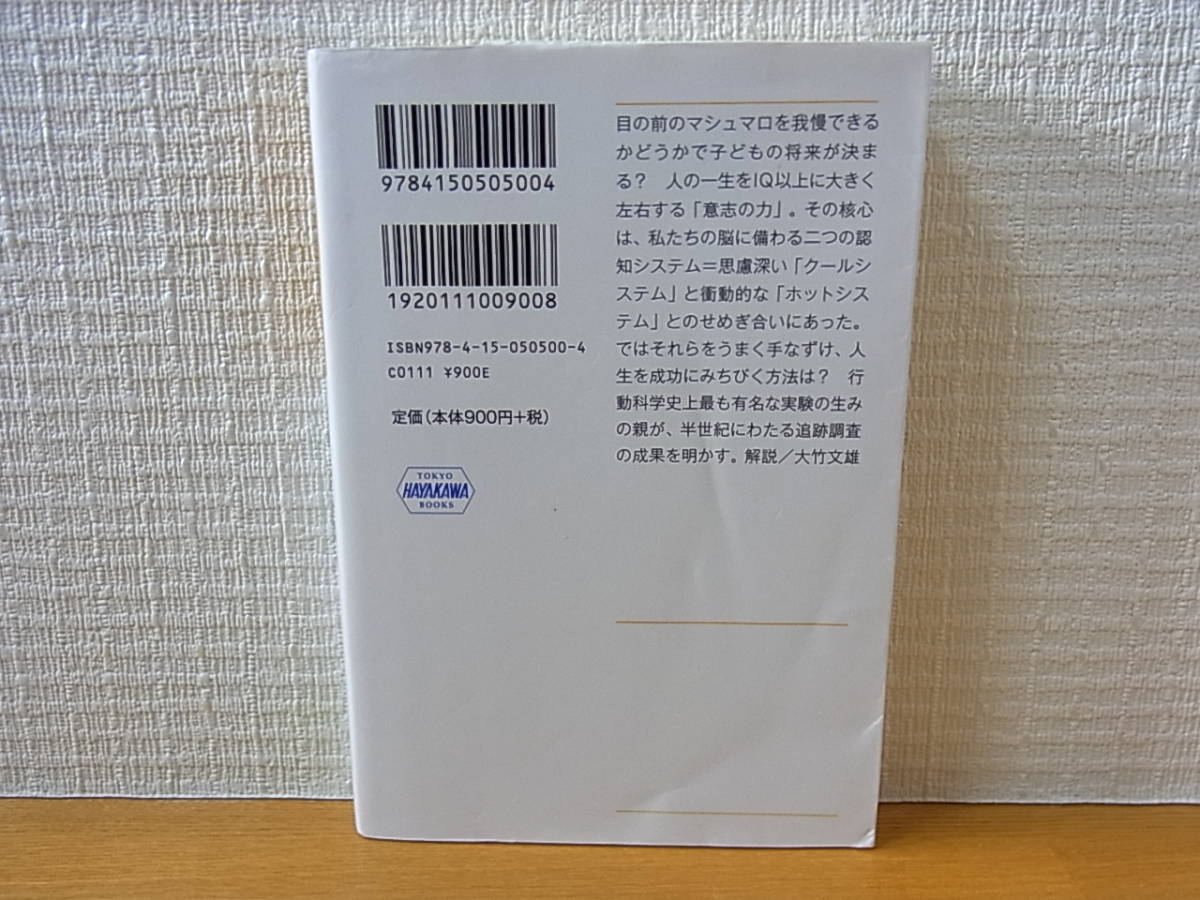 9784150505004
1920111009008
ISBN978-4-15-050500-4
C0111 ¥900E
定価(本体900円+税)
TOKYO
HAYAKAWA
BOOKS
目の前のマシュマロを我慢できる
かどうかで子どもの将来が決ま
る？　人の一生をIQ以上に大きく
左右する「意志の力」。その核心
は、私たちの脳に備わる二つの認
知システム＝思慮深い「クールシ
ステム」と衝動的な「ホットシス
テム」とのせめぎ合いにあった。
ではそれらをうまく手なずけ、人
生を成功にみちびく方法は？　行
動科学史上最も有名な実験の生み
の親が、半世紀にわたる追跡調査
の成果を明かす。解説／大竹文雄